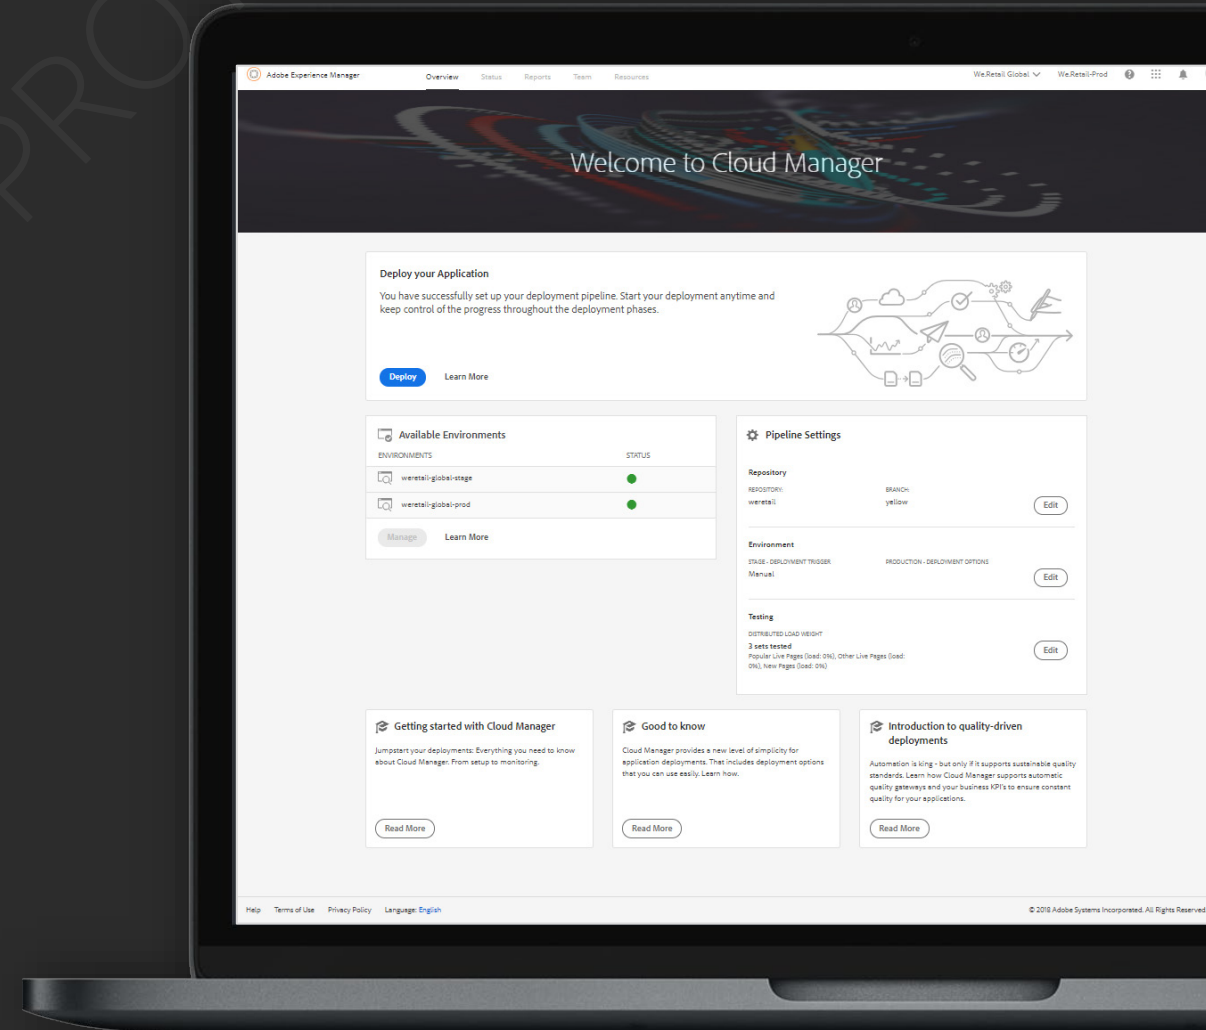 PRO
Adobe Experience Manager
Overview
Status
Reports
Team
Resources
We.Retail Global
We.Retail-Prod
Welcome to Cloud Manager
Deploy your Application
You have successfully set up your deployment pipeline. Start your deployment anytime and
keep control of the progress throughout the deployment phases.
Deploy
Learn More
Available Environments
ENVIRONMENTS
STATUS
weretail-global-stage
weretail-global-prod
Manage
Learn More
Pipeline Settings
Repository
REPOSITORY:
BRANCH:
weretail
yellow
Edit
Environment
STAGE - DEPLOYMENT TRIGGER
PRODUCTION - DEPLOYMENT OPTIONS
Manual
Edit
Testing
DISTRIBUTED LOAD WEIGHT
3 sets tested
Popular Live Pages (load: 0%), Other Live Pages (load:
0%), New Pages (load: 0%)
Edit
Getting started with Cloud Manager
Jumpstart your deployments: Everything you need to know
about Cloud Manager. From setup to monitoring.
Read More
Good to know
Cloud Manager provides a new level of simplicity for
application deployments. That includes deployment options
that you can use easily. Learn how.
Read More
Introduction to quality-driven
deployments
Automation is king - but only if it supports sustainable quality
standards. Learn how Cloud Manager supports automatic
quality gateways and your business KPI's to ensure constant
quality for your applications.
Read More
Help
Terms of Use
Privacy Policy
Language: English
© 2018 Adobe Systems Incorporated. All Rights Reserved